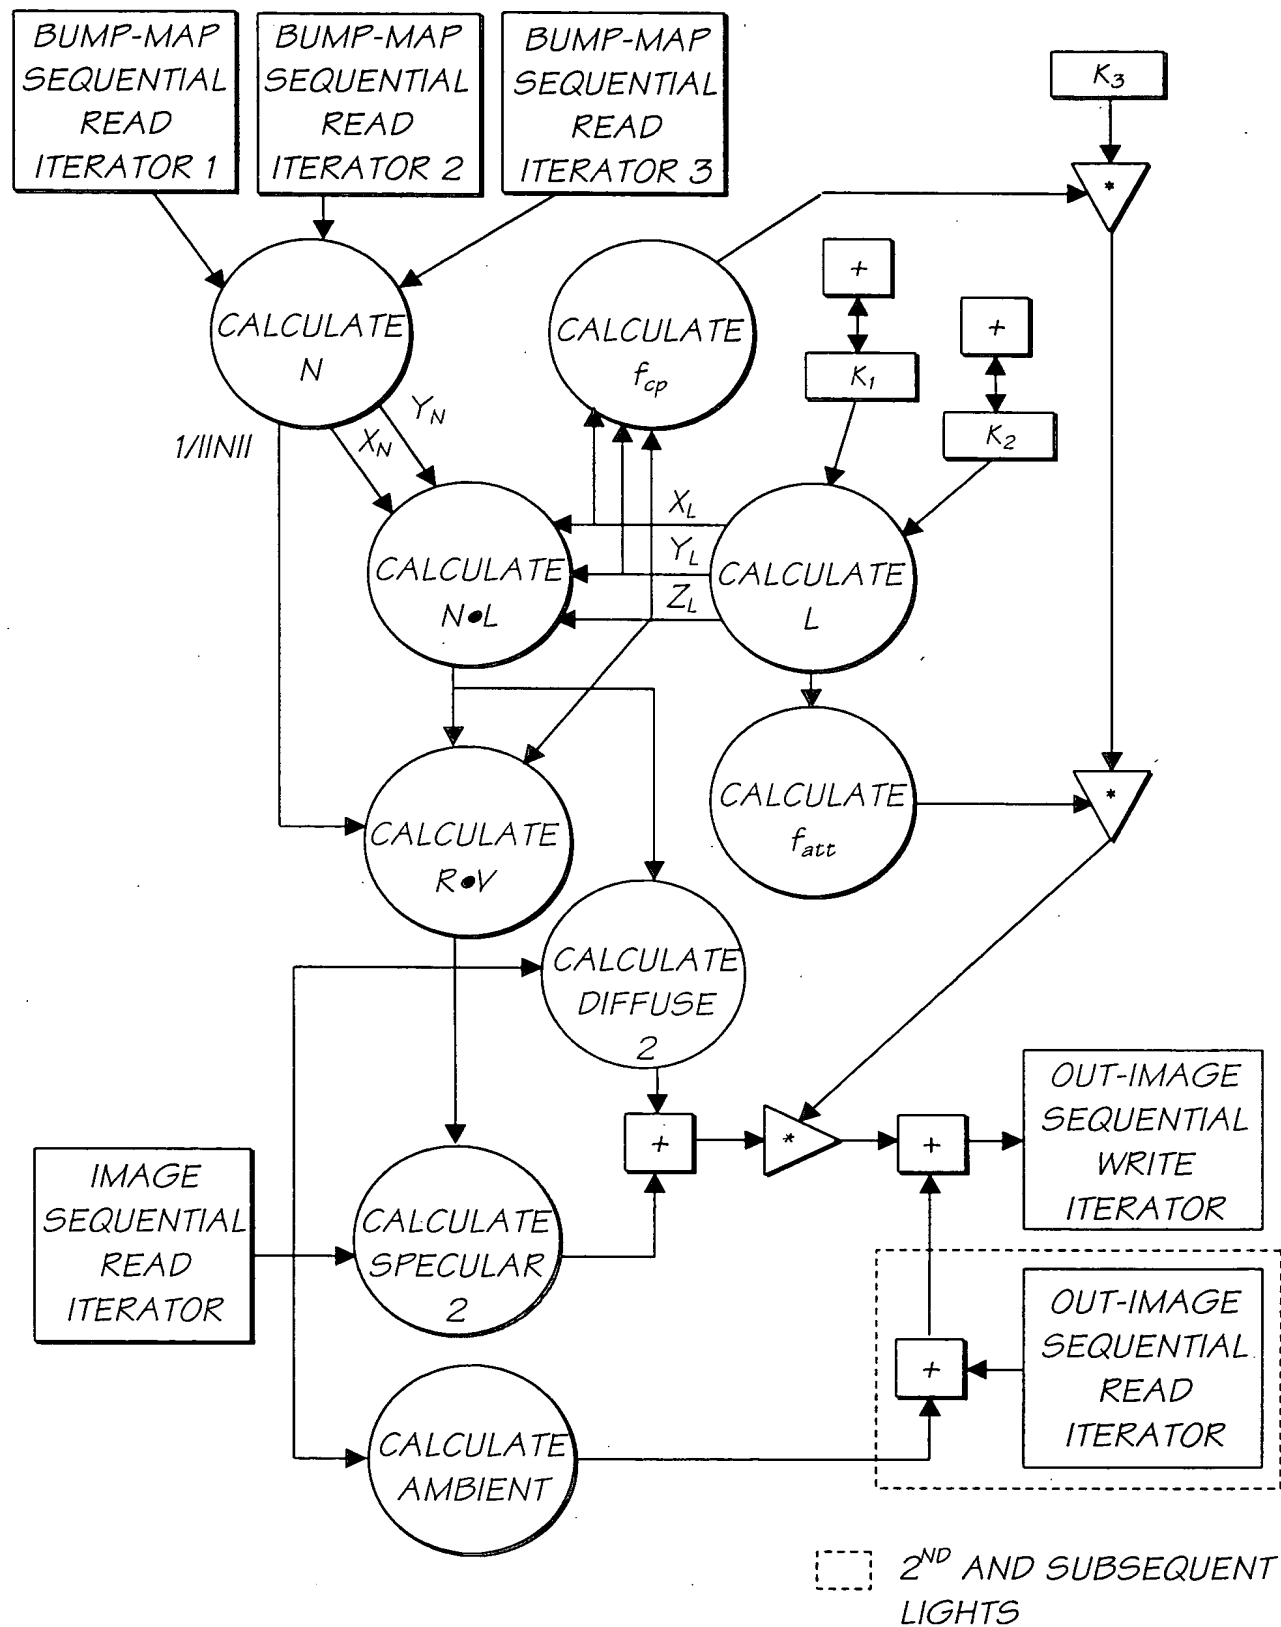 BUMP-MAP
SEQUENTIAL
READ
ITERATOR 1
BUMP-MAP
SEQUENTIAL
READ
ITERATOR 2
BUMP-MAP
SEQUENTIAL
READ
ITERATOR 3
K3
*
+
+
CALCULATE
N
CALCULATE
fcp
K1
K2
1/IINII
XN
YN
XL
YL
ZL
CALCULATE
N•L
CALCULATE
L
CALCULATE
R•V
CALCULATE
fatt
*
CALCULATE
DIFFUSE
2
IMAGE
SEQUENTIAL
READ
ITERATOR
CALCULATE
SPECULAR
2
+
*
+
OUT-IMAGE
SEQUENTIAL
WRITE
ITERATOR
+
OUT-IMAGE
SEQUENTIAL
READ
ITERATOR
CALCULATE
AMBIENT
2ND AND SUBSEQUENT
LIGHTS